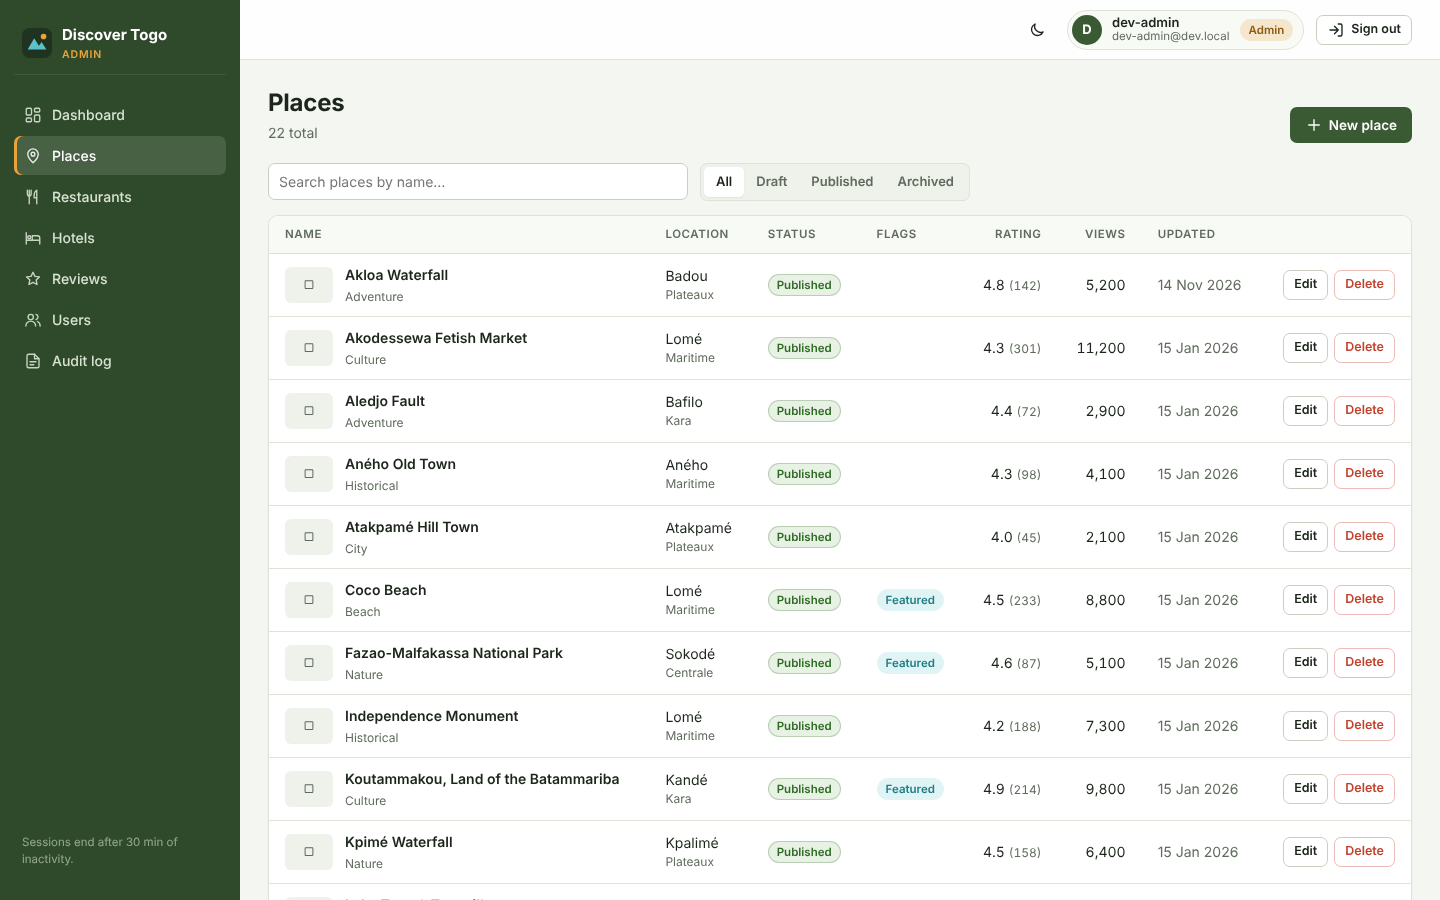 Discover Togo
ADMIN
Dashboard
Places
Restaurants
Hotels
Reviews
Users
Audit log
Sessions end after 30 min of
inactivity.
D
dev-admin
dev-admin@dev.local
Admin
Sign out
Places
22 total
New place
Search places by name...
All Draft Published Archived
NAME LOCATION STATUS FLAGS RATING VIEWS UPDATED
Akloa Waterfall
Adventure
Badou
Plateaux
Published
4.8 (142) 5,200 14 Nov 2026 Edit Delete
Akodessewa Fetish Market
Culture
Lomé
Maritime
Published
4.3 (301) 11,200 15 Jan 2026 Edit Delete
Aledjo Fault
Adventure
Bafilo
Kara
Published
4.4 (72) 2,900 15 Jan 2026 Edit Delete
Aného Old Town
Historical
Aného
Maritime
Published
4.3 (98) 4,100 15 Jan 2026 Edit Delete
Atakpamé Hill Town
City
Atakpamé
Plateaux
Published
4.0 (45) 2,100 15 Jan 2026 Edit Delete
Coco Beach
Beach
Lomé
Maritime
Published
Featured
4.5 (233) 8,800 15 Jan 2026 Edit Delete
Fazao-Malfakassa National Park
Nature
Sokodé
Centrale
Published
Featured
4.6 (87) 5,100 15 Jan 2026 Edit Delete
Independence Monument
Historical
Lomé
Maritime
Published
4.2 (188) 7,300 15 Jan 2026 Edit Delete
Koutammakou, Land of the Batammariba
Culture
Kandé
Kara
Published
Featured
4.9 (214) 9,800 15 Jan 2026 Edit Delete
Kpimé Waterfall
Nature
Kpalimé
Plateaux
Published
4.5 (158) 6,400 15 Jan 2026 Edit Delete